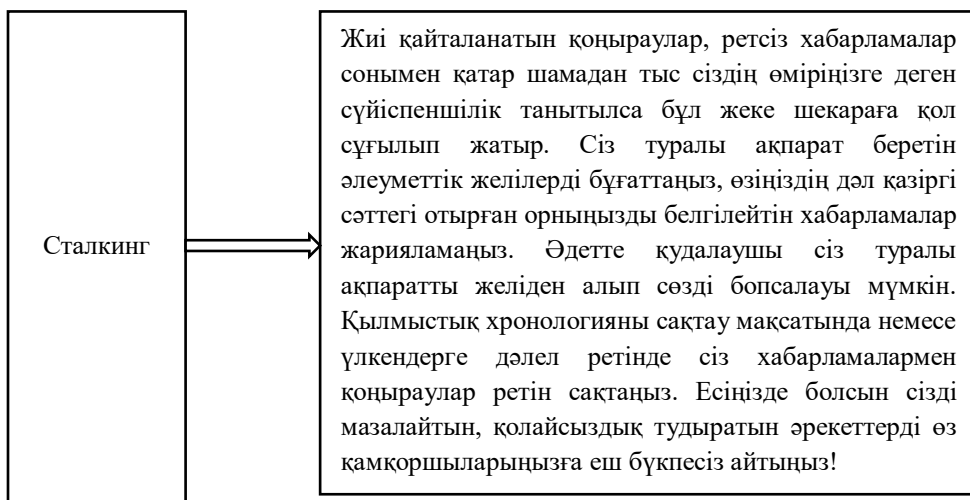 Сталкинг
Жиі қайталанатын қоңыраулар, ретсіз хабарламалар
сонымен қатар шамадан тыс сіздің өміріңізге деген
сүйіспеншілік танытылса бұл жеке шекараға қол
сұғылып жатыр. Сіз туралы ақпарат беретін
әлеуметтік желілерді бұғаттаңыз, өзіңіздің дәл қазіргі
сәттегі отырған орныңызды белгілейтін хабарламалар
жарияламаңыз. Әдетте қудалаушы сіз туралы
ақпаратты желіден алып сөзді бопсалауы мүмкін.
Қылмыстық хронологияны сақтау мақсатында немесе
үлкендерге дәлел ретінде сіз хабарламалармен
қоңыраулар ретін сақтаңыз. Есіңізде болсын сізді
мазалайтын, қолайсыздық тудыратын әрекеттерді өз
қамқоршыларыңызға еш бүкпесіз айтыңыз!